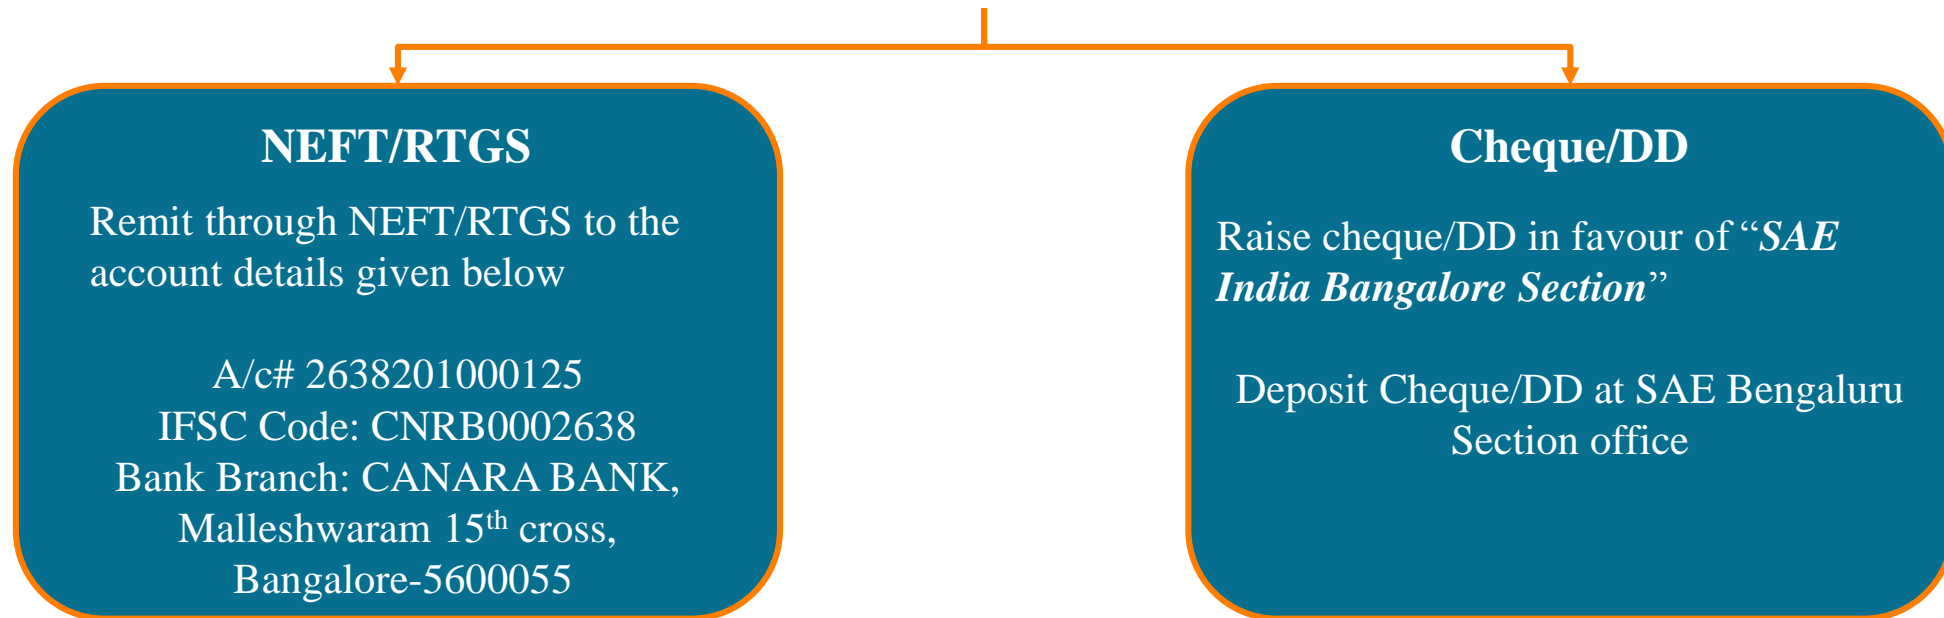 NEFT/RTGS
Remit through NEFT/RTGS to the
account details given below
A/c# 2638201000125
IFSC Code: CNRB0002638
Bank Branch: CANARA BANK,
Malleshwaram 15th cross,
Bangalore-5600055
Cheque/DD
Raise cheque/DD in favour of “SAE
India Bangalore Section”
Deposit Cheque/DD at SAE Bengaluru
Section office